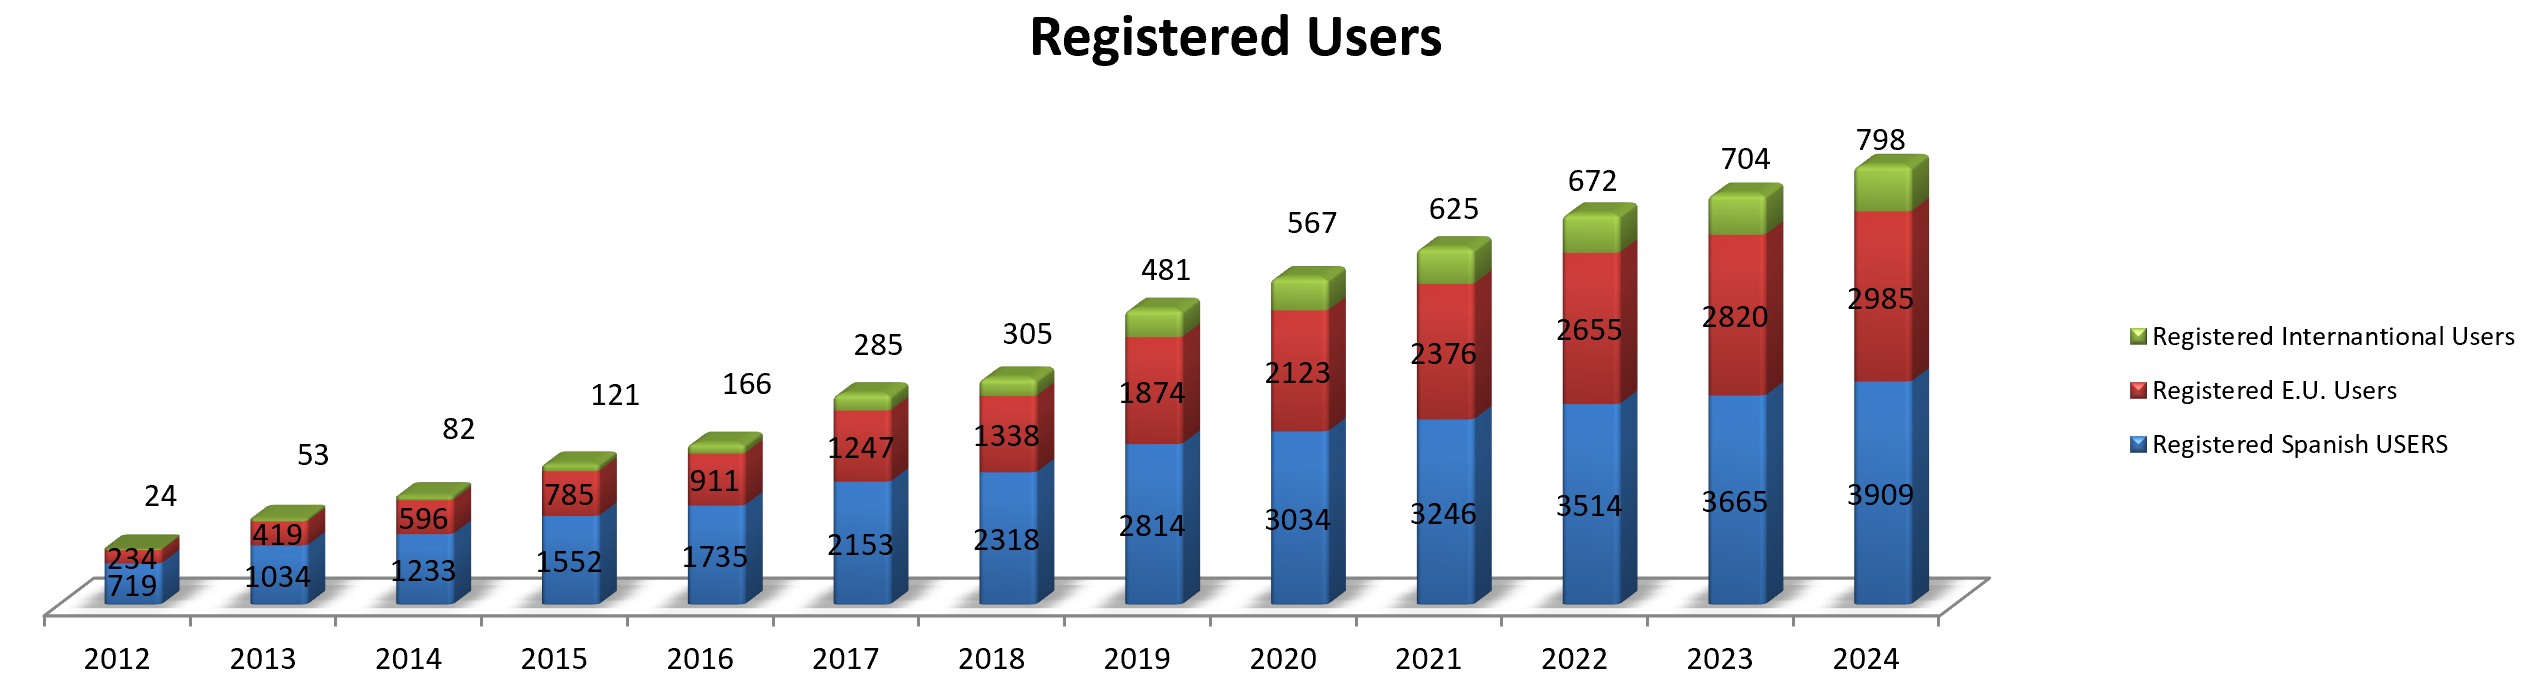 Registered Users
24 53 82 121 166 285 305 481 567 625 672 704 798
234 419 596 785 911 1247 1338 1874 2123 2376 2655 2820 2985
719 1034 1233 1552 1735 2153 2318 2814 3034 3246 3514 3665 3909
2012 2013 2014 2015 2016 2017 2018 2019 2020 2021 2022 2023 2024
Registered Internantional Users
Registered E.U. Users
Registered Spanish USERS